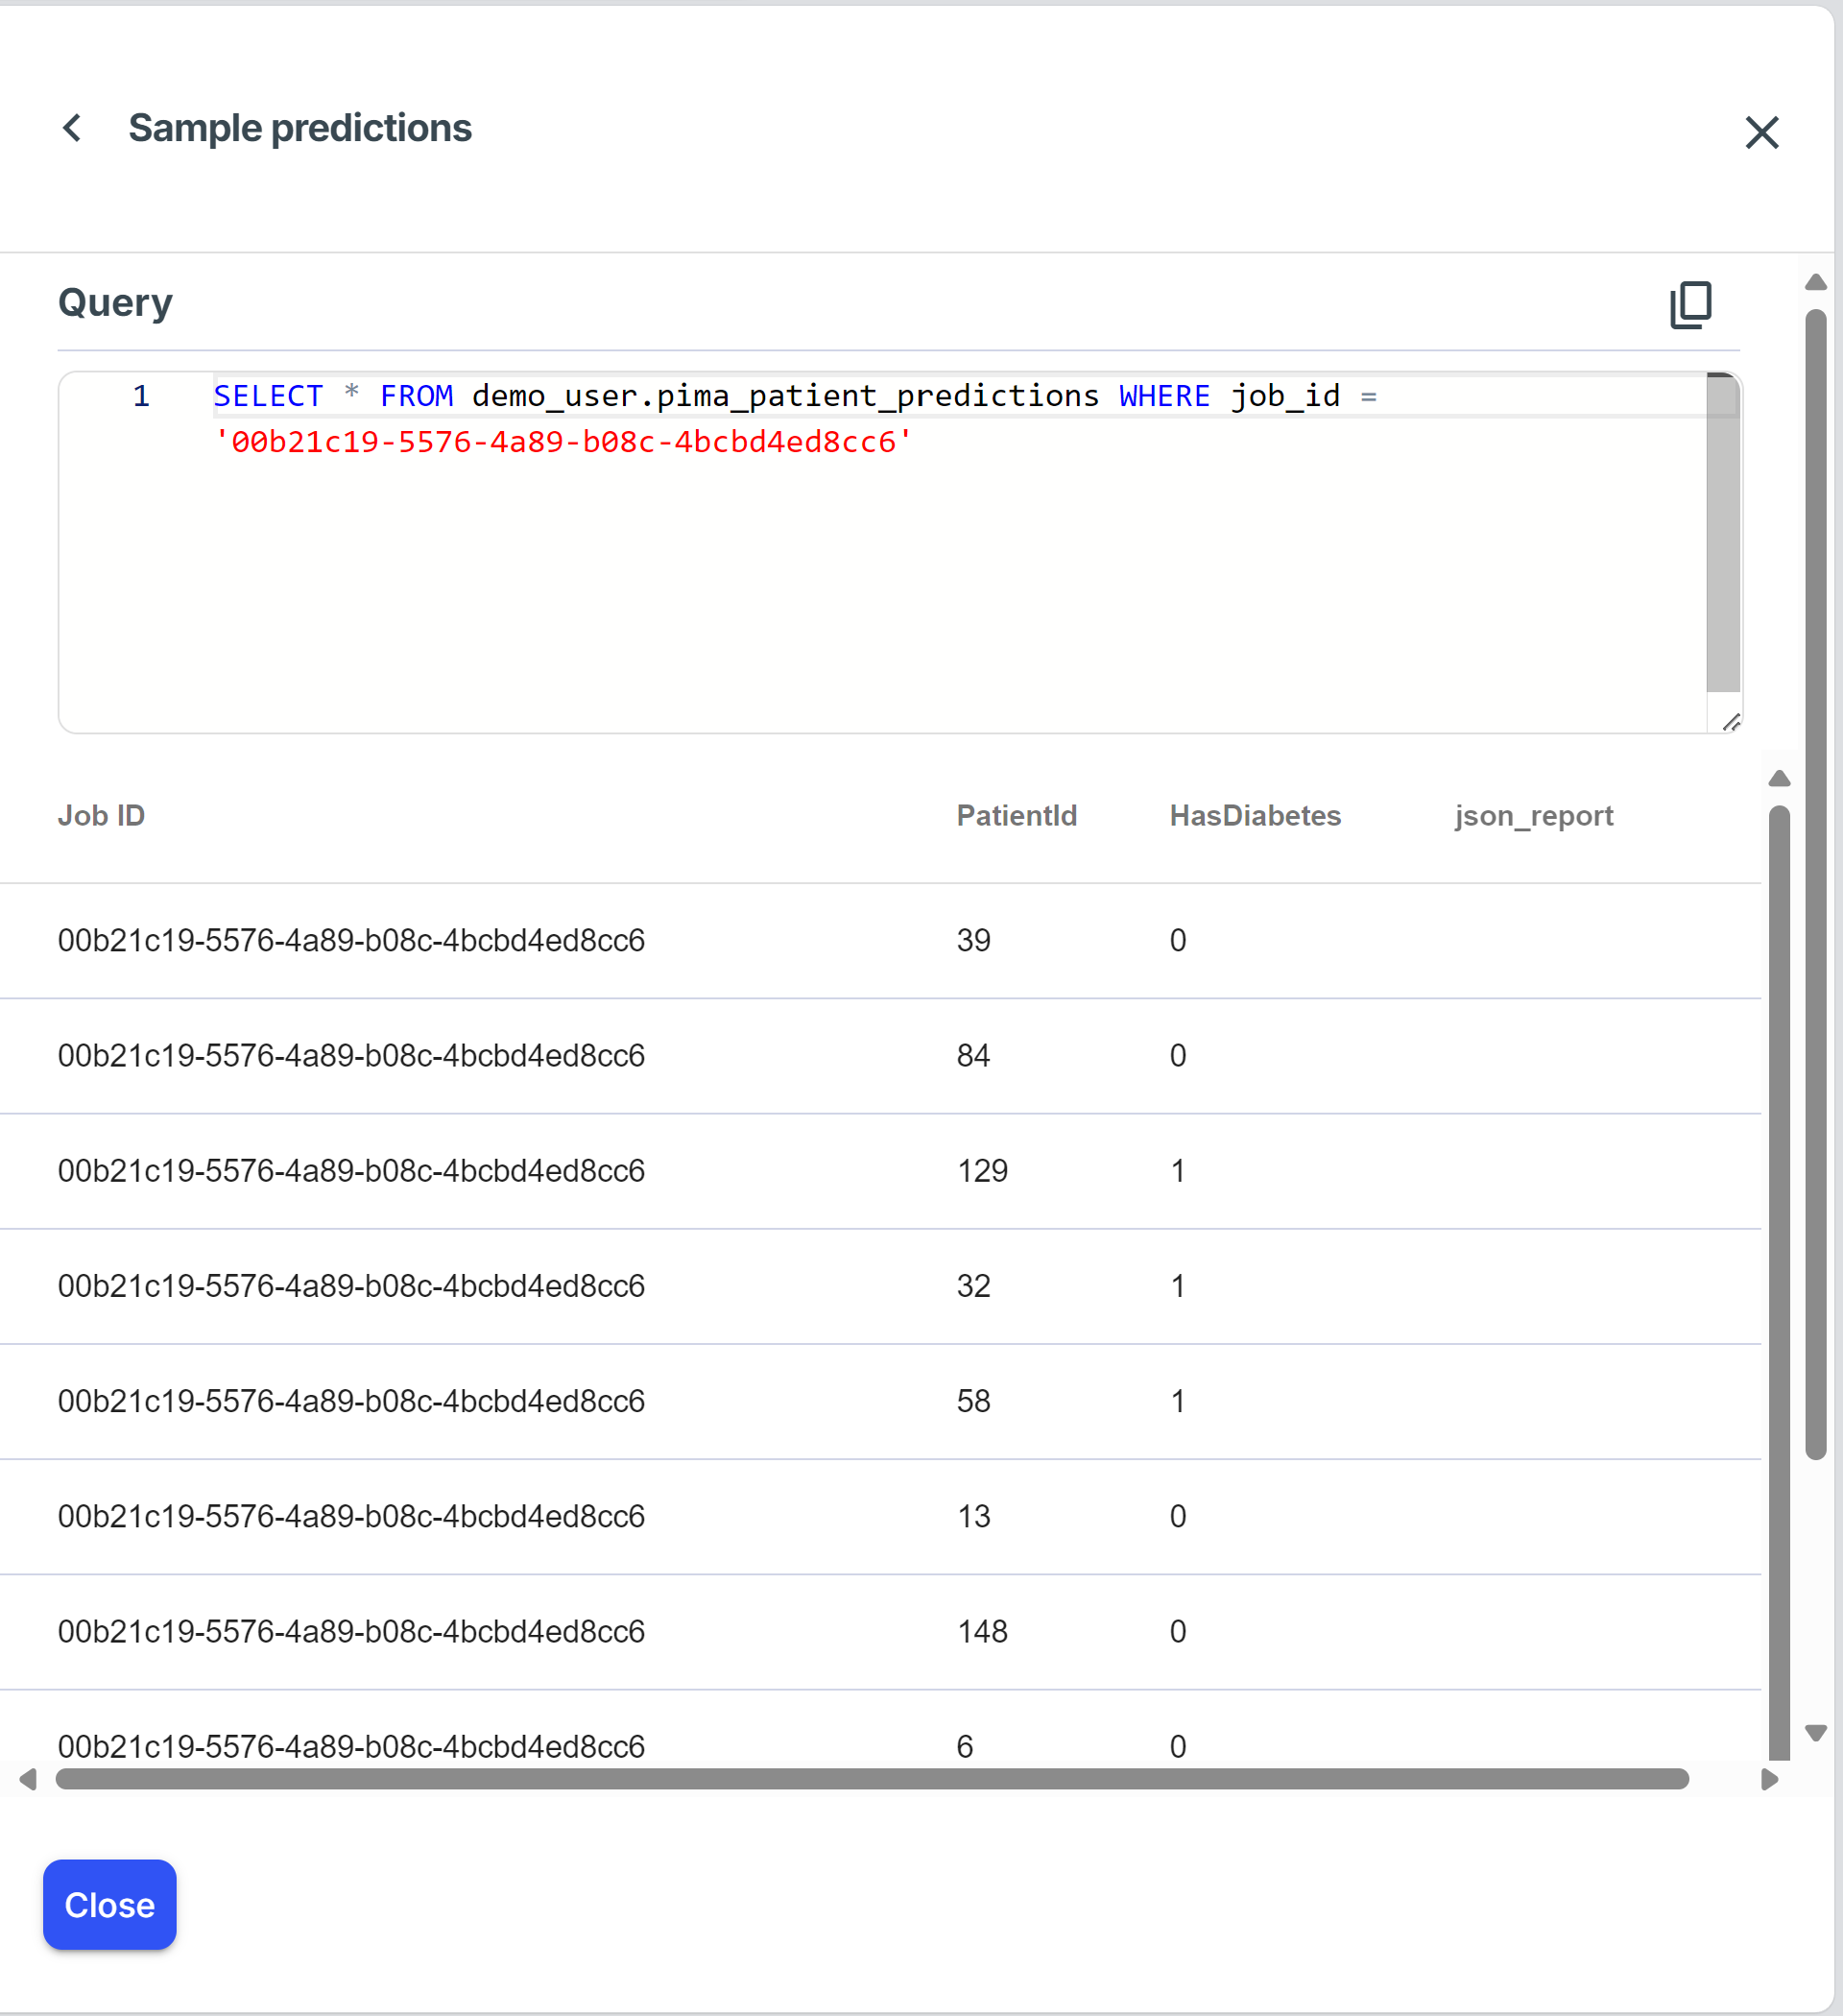 Sample predictions
Query
1 SELECT * FROM demo_user.pima_patient_predictions WHERE job_id =
'00b21c19-5576-4a89-b08c-4bcbd4ed8cc6'
Job ID PatientId HasDiabetes json_report
00b21c19-5576-4a89-b08c-4bcbd4ed8cc6 39 0
00b21c19-5576-4a89-b08c-4bcbd4ed8cc6 84 0
00b21c19-5576-4a89-b08c-4bcbd4ed8cc6 129 1
00b21c19-5576-4a89-b08c-4bcbd4ed8cc6 32 1
00b21c19-5576-4a89-b08c-4bcbd4ed8cc6 58 1
00b21c19-5576-4a89-b08c-4bcbd4ed8cc6 13 0
00b21c19-5576-4a89-b08c-4bcbd4ed8cc6 148 0
00b21c19-5576-4a89-b08c-4bcbd4ed8cc6 6 0
Close